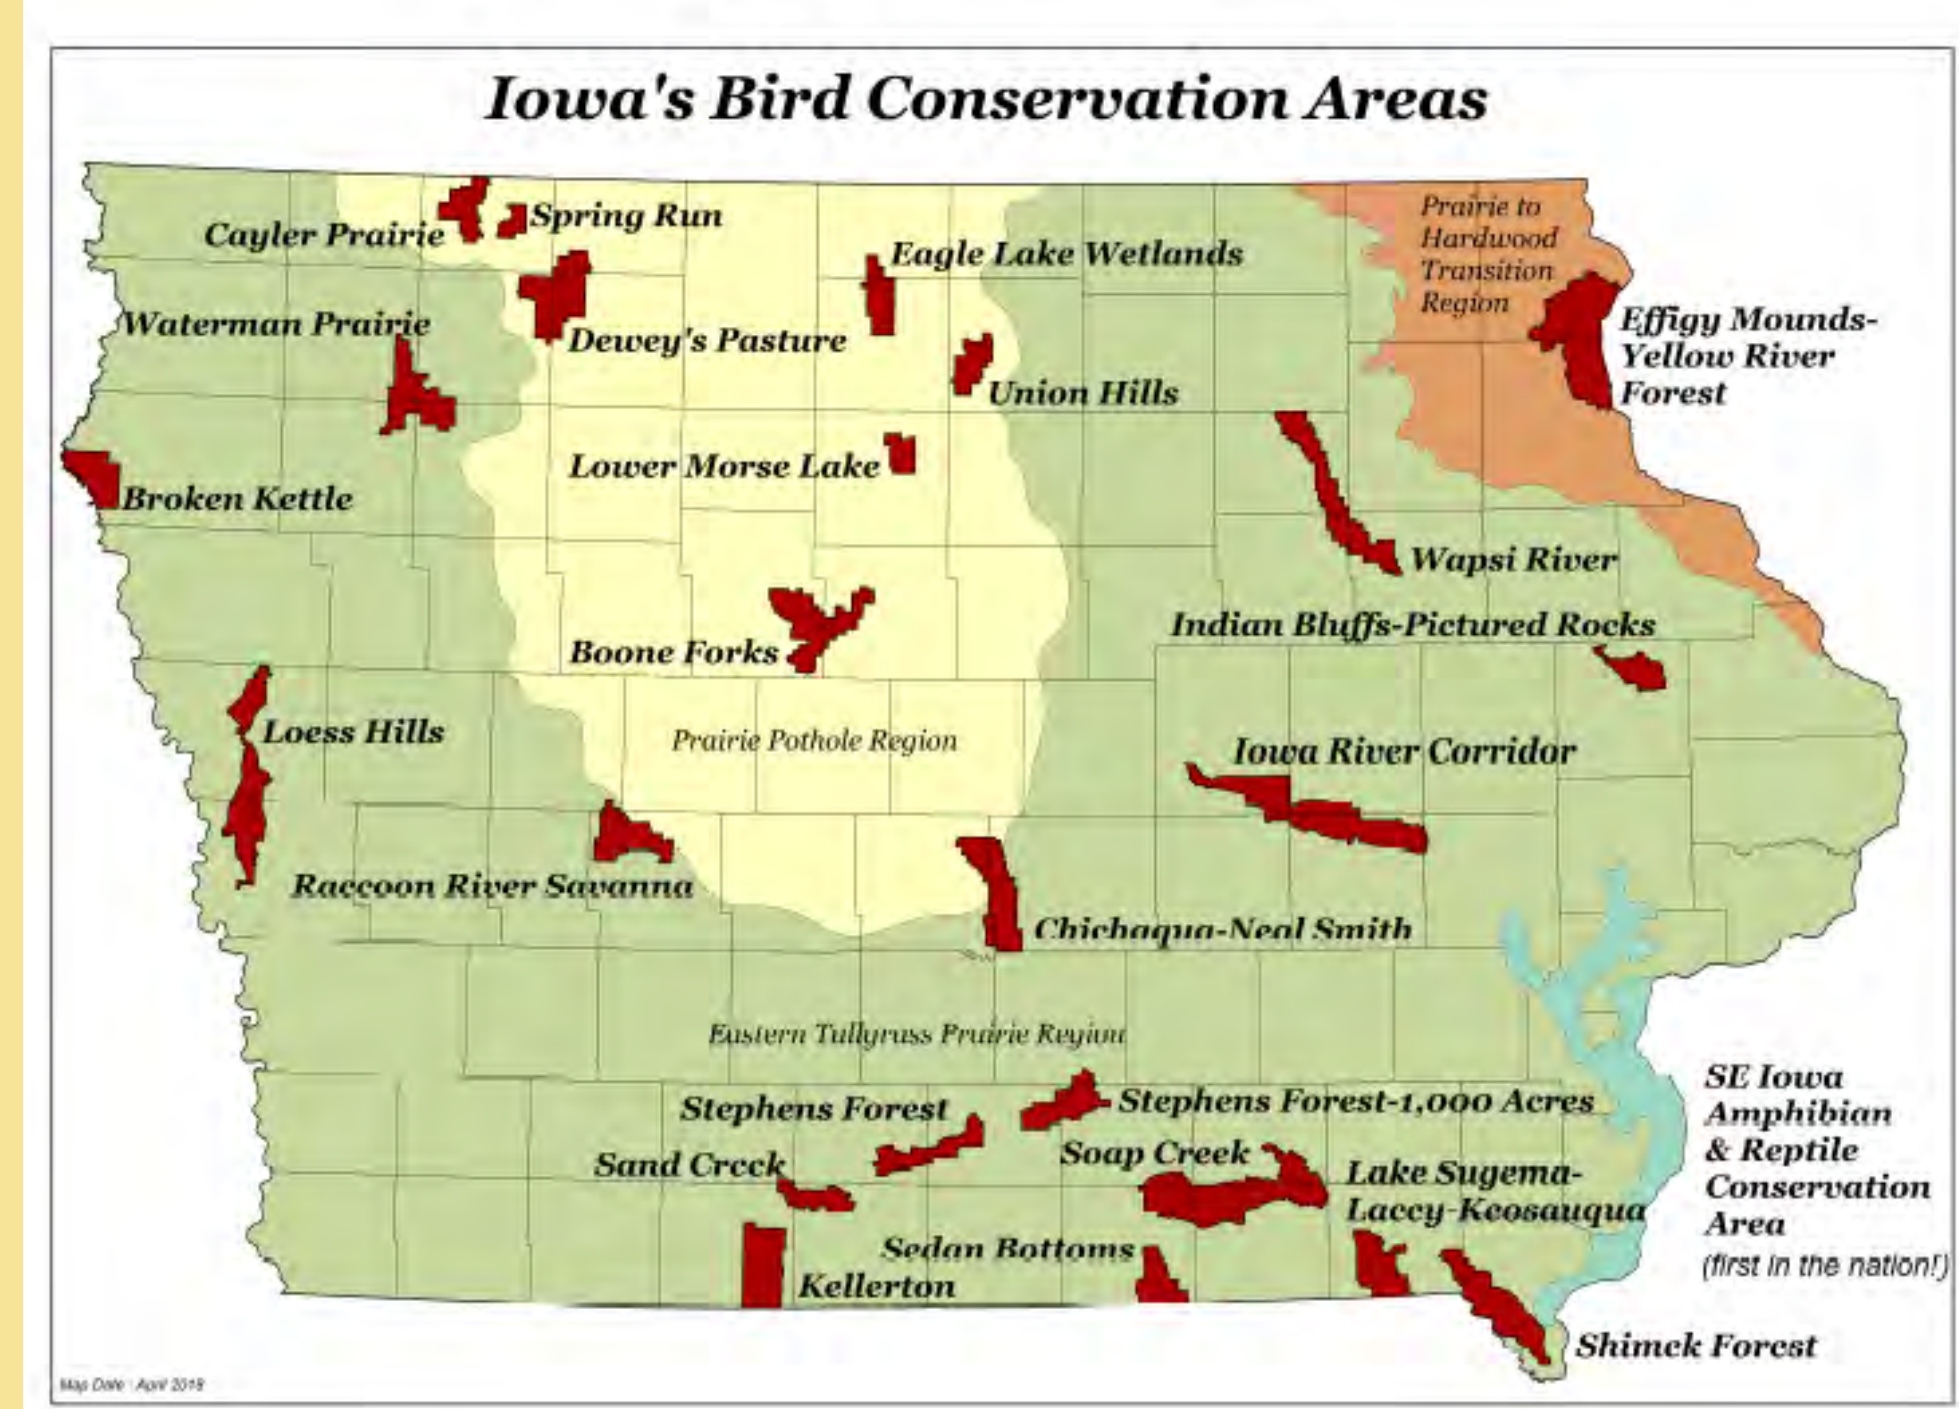 Iowa's Bird Conservation Areas
Prairie to
Hardwood
Transition
Region
Spring Run
Cayler Prairie
Eagle Lake Wetlands
Waterman Prairie
Dewey's Pasture
Effigy Mounds-
Yellow River
Forest
Union Hills
Lower Morse Lake
Broken Kettle
Wapsi River
Indian Bluffs-Pictured Rocks
Boone Forks
Loess Hills
Prairie Pothole Region
Iowa River Corridor
Raccoon River Savanna
Chichaqua-Neal Smith
Eastern Tallgrass Prairie Region
SE Iowa
Amphibian
& Reptile
Conservation
Area
(first in the nation!)
Stephens Forest
Stephens Forest-1,000 Acres
Sand Creek
Soap Creek
Lake Sugema-
Lacey-Keosauqua
Sedan Bottoms
Kellerton
Shimek Forest
Map Date : April 2018